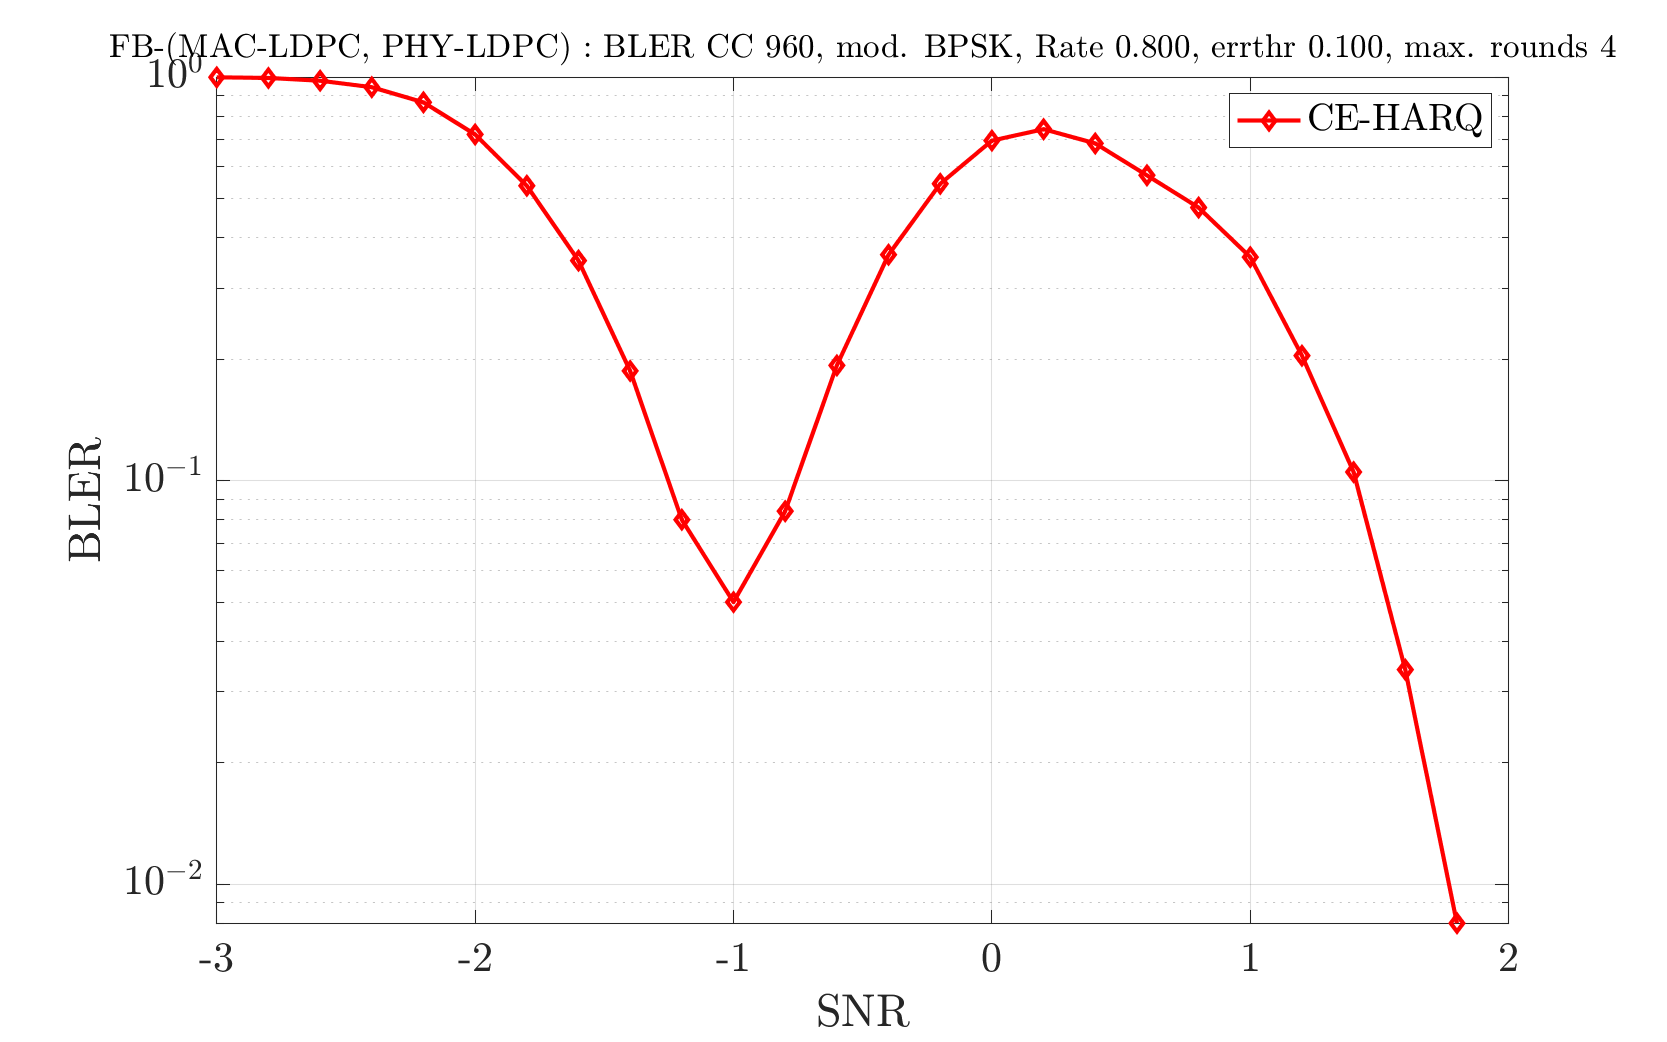 FB-(MAC-LDPC, PHY-LDPC) : BLER CC 960, mod. BPSK, Rate 0.800, errthr 0.100, max. rounds 4
10^0
CE-HARQ
BLER
10^{-1}
10^{-2}
-3 -2 -1 0 1 2
SNR